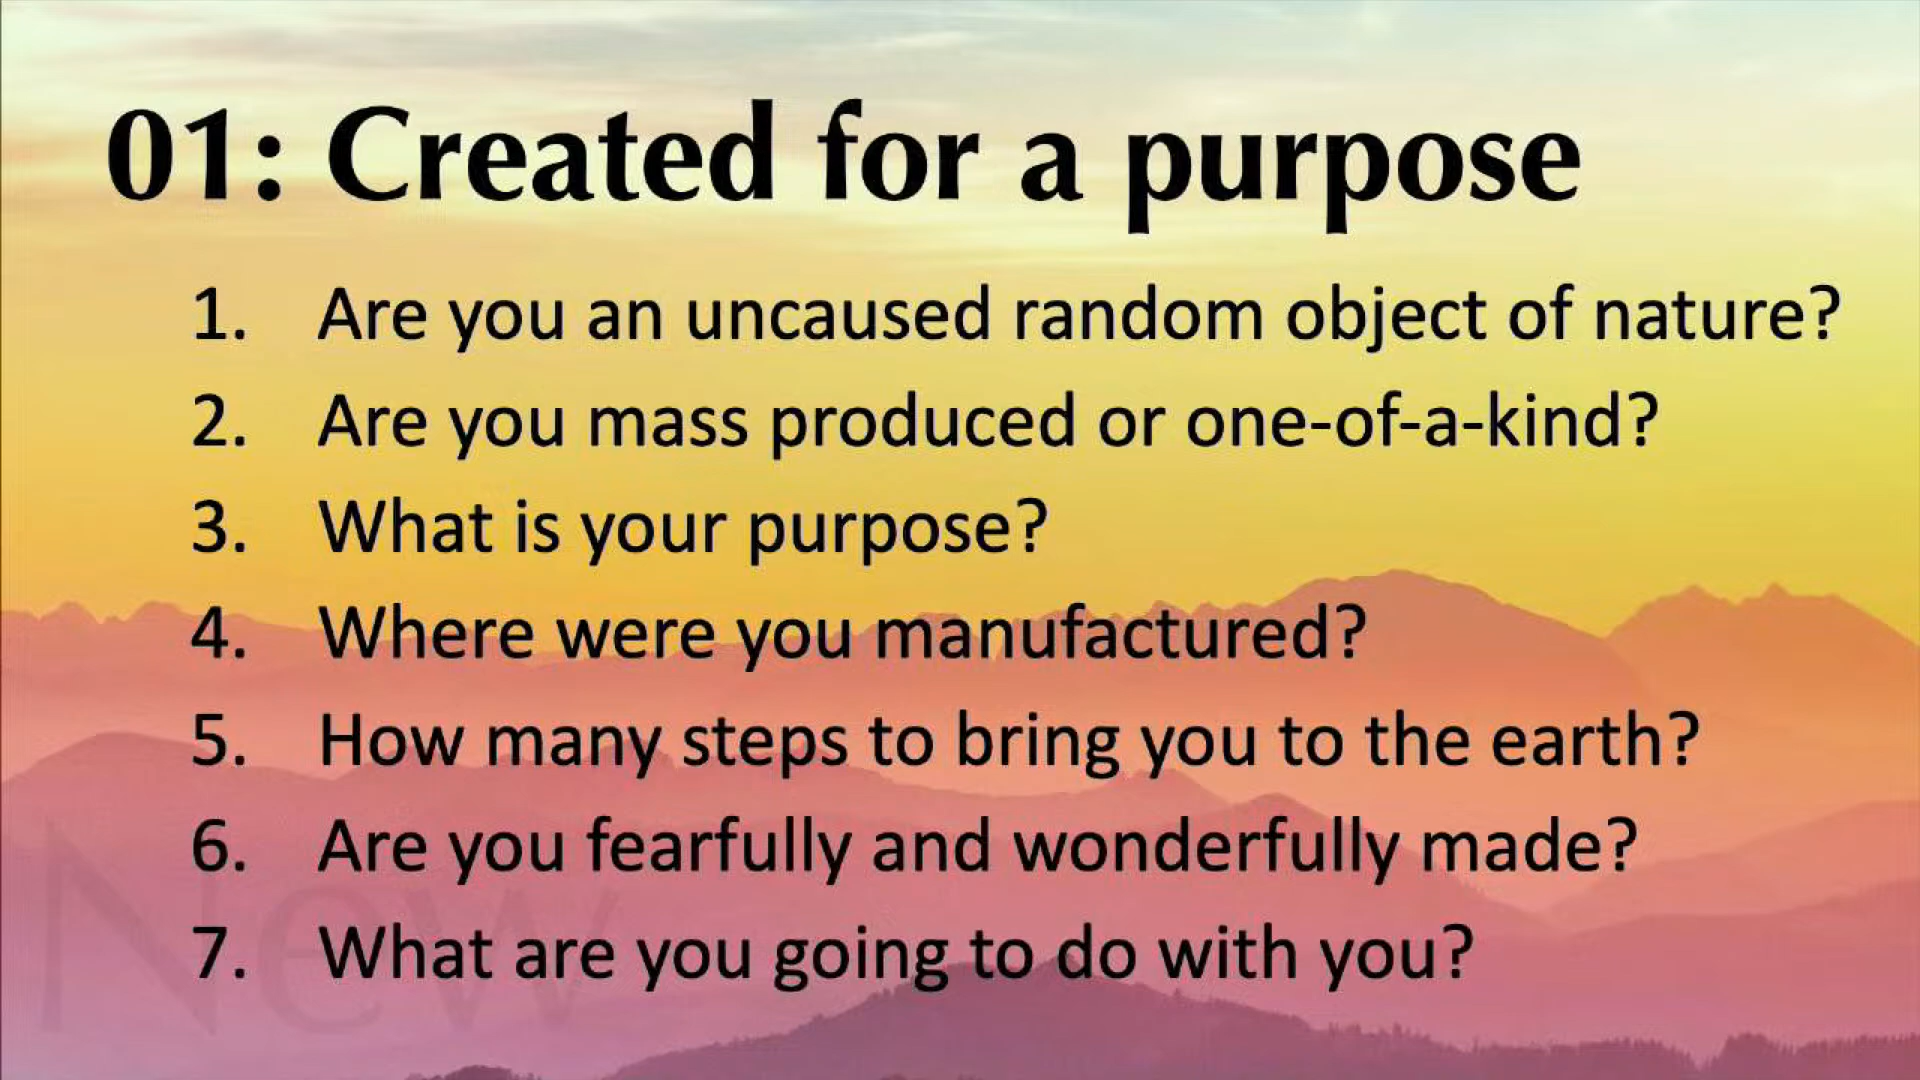 01: Created for a purpose
1. Are you an uncaused random object of nature?
2. Are you mass produced or one-of-a-kind?
3. What is your purpose?
4. Where were you manufactured?
5. How many steps to bring you to the earth?
6. Are you fearfully and wonderfully made?
7. What are you going to do with you?
New